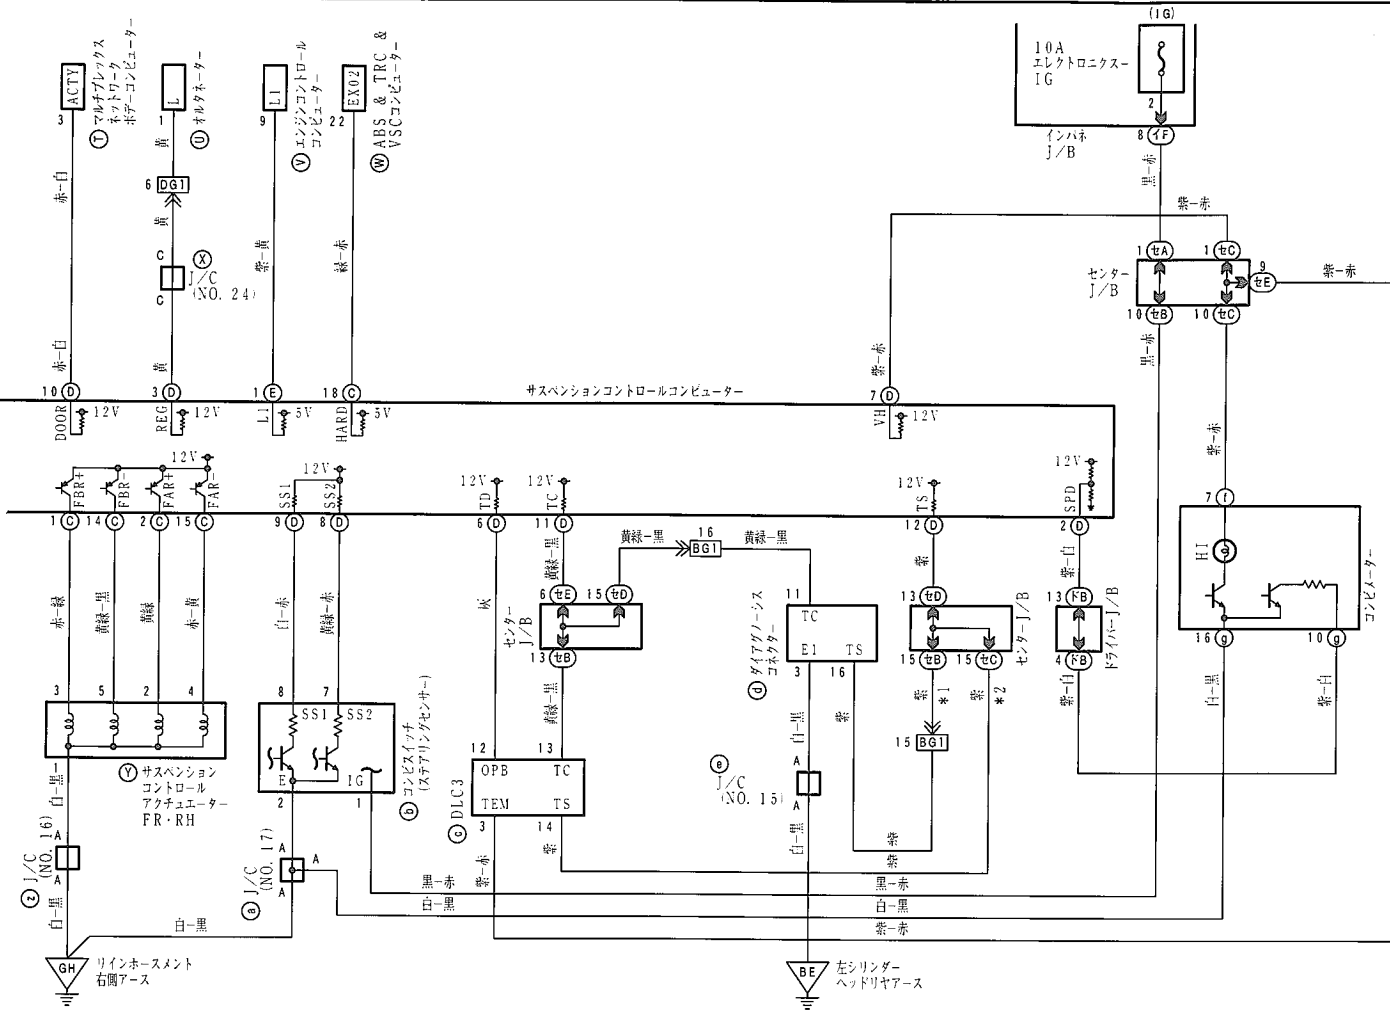 (IG)
10A
エレクトロニクスー
IG
2
8 イF
インパネ
J/B
ACTY
3
T マルチプレックス
ネットワーク
ボデーコンピューター
L
1
U オルタネーター
L1
9
V エンジンコントロール
コンピューター
EX02
22
W ABS & TRC &
VSCコンピューター
黄
6 DG1
赤−白
黄
紫−黄
緑−赤
C
X
J/C
(NO. 24)
C
赤−白
黄
黒−赤
紫−赤
1 セA
1 セC
センター
J/B
9
セE
紫−赤
10 セB
10 セC
黒−赤
紫−赤
紫−赤
10 D
3 D
1 E
18 C
サスペンションコントロールコンピューター
7 D
DOOR
12V
REG
12V
L1
5V
HARD
5V
VH
12V
12V
FBR+
FBR−
FAR+
FAR−
12V
SS1
SS2
12V
TD
12V
TC
12V
TS
12V
SPD
1 C
14 C
2 C
15 C
9 D
8 D
6 D
11 D
12 D
2 D
7 f
HI
コンビメーター
16 g
10 g
赤−緑
黄緑−黒
黄緑
赤−黄
白−赤
黄緑−赤
灰
黄緑−黒
黄緑−黒
16
BG1
黄緑−黒
紫
紫−白
6 セE
15 セD
センター
J/B
13 セB
黄緑−黒
11
TC
E1
TS
3
16
d ダイアグノーシス
コネクター
13 セD
センターJ/B
15 セB
15 セC
紫
*1
紫
*2
15 BG1
13 ドB
ドライバーJ/B
4 ドB
紫−白
白−黒
紫−白
3
5
2
4
1
Y サスペンション
コントロール
アクチュエーター
FR・RH
8
7
SS1
SS2
E
IG
2
1
b コンビスイッチ
(ステアリングセンサー)
12
13
OPB
TC
TEM
TS
3
14
c DLC3
白−黒
A
e
J/C
(NO. 15)
A
白−黒
紫
紫
紫
白−黒
A
z J/C
(NO. 16)
A
白−黒
A
A
a J/C
(NO. 17)
A
紫−赤
紫
黒−赤
白−黒
黒−赤
白−黒
紫−赤
白−黒
GH
リインホースメント
右側アース
BE
左シリンダー
ヘッドリヤアース